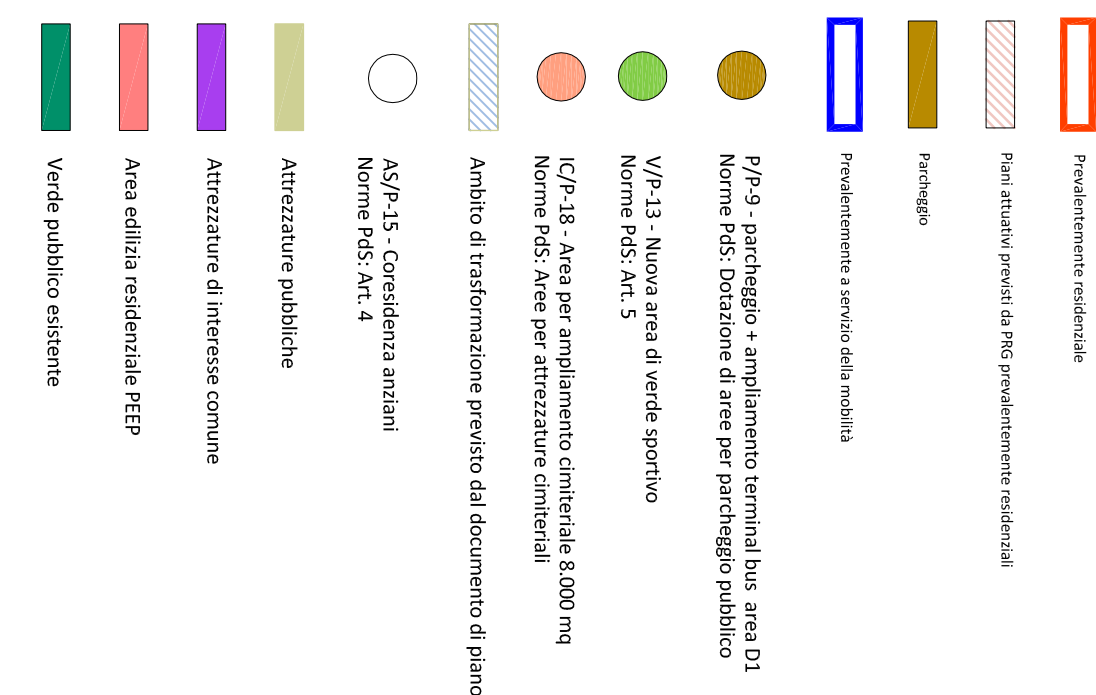 Prevalentemente residenziale
Piani attuativi previsti da PRG prevalentemente residenziali
Parcheggio
Prevalentemente a servizio della mobilità
P/P-9 - parcheggio + ampliamento terminal bus area D1
Norme PdS: Dotazione di aree per parcheggio pubblico
V/P-13 - Nuova area di verde sportivo
Norme PdS: Art. 5
IC/P-18 - Area per ampliamento cimiteriale 8.000 mq
Norme PdS: Aree per attrezzature cimiteriali
Ambito di trasformazione previsto dal documento di piano
AS/P-15 - Coresidenza anziani
Norme PdS: Art. 4
Attrezzature pubbliche
Attrezzature di interesse comune
Area edilizia residenziale PEEP
Verde pubblico esistente